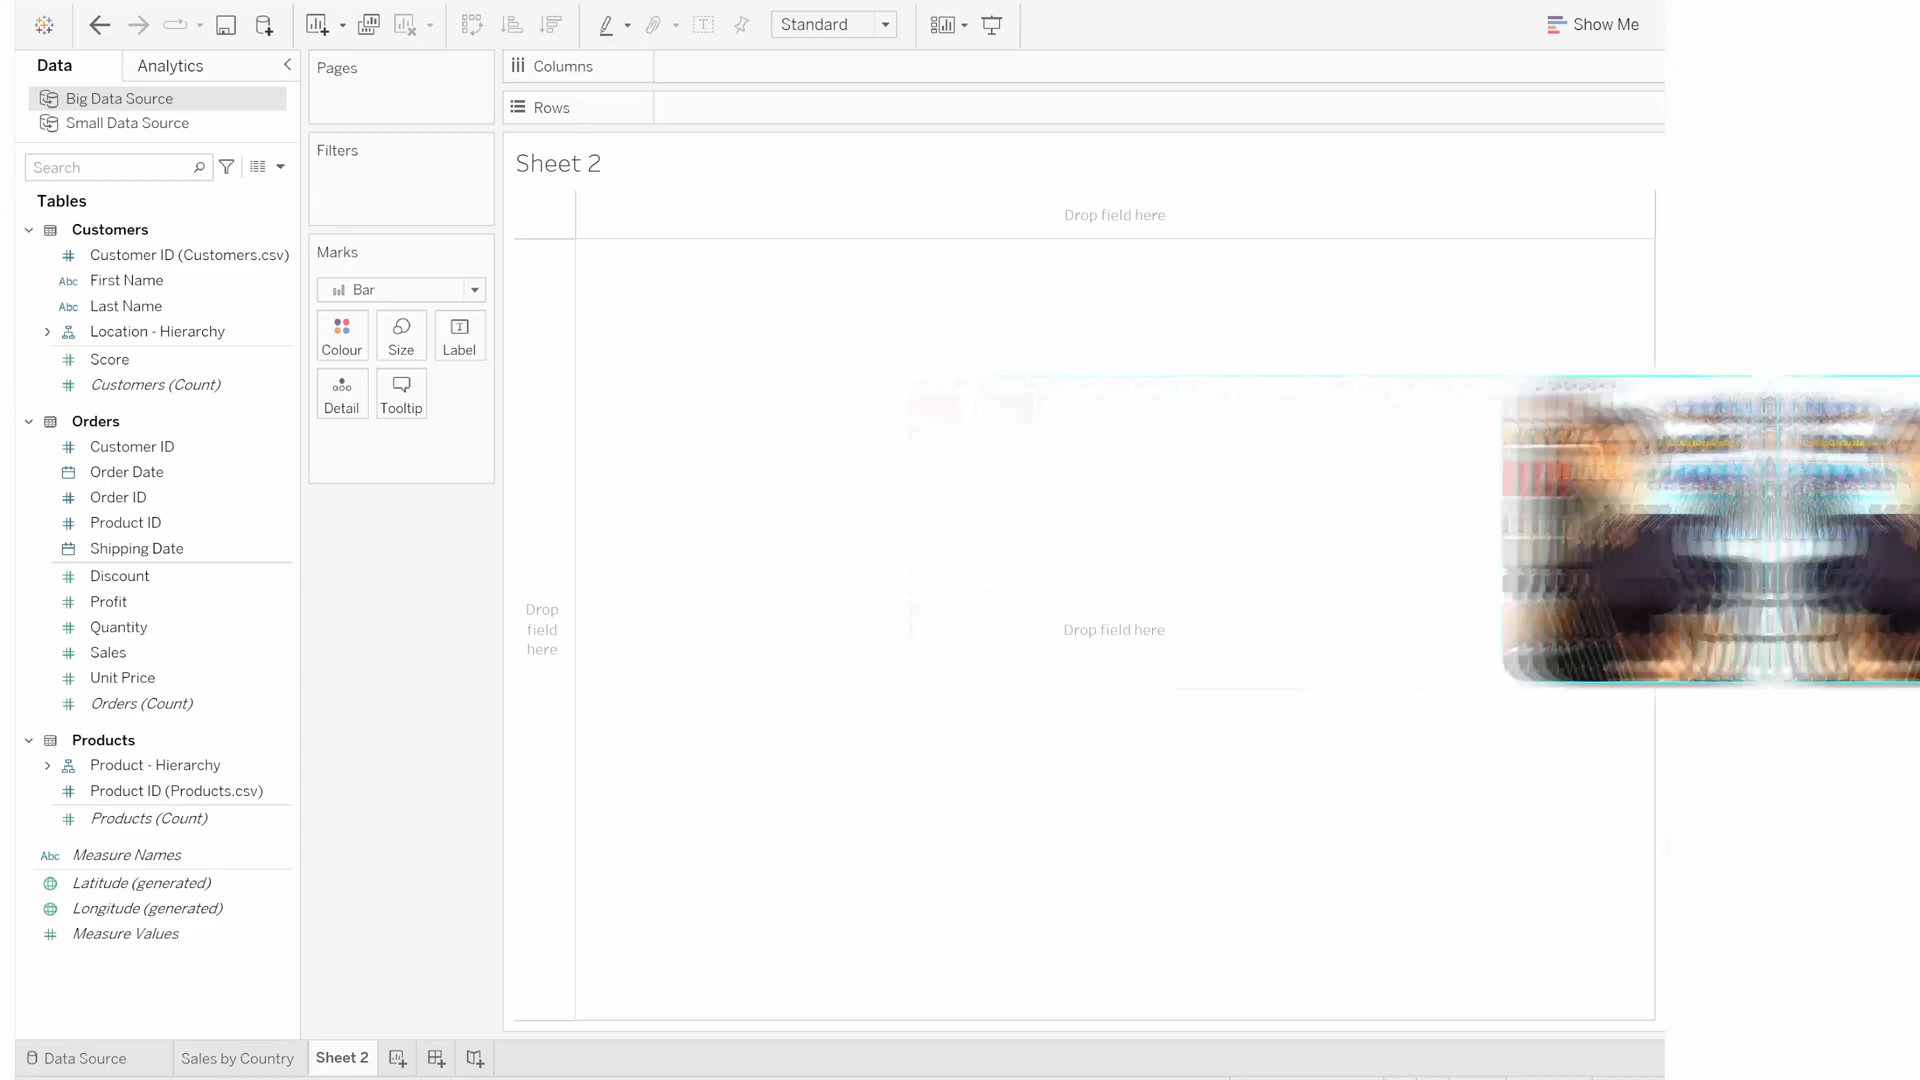 Standard
Show Me
Data
Analytics
Big Data Source
Small Data Source
Search
Tables
Customers
Customer ID (Customers.csv)
Abc First Name
Abc Last Name
Location - Hierarchy
Score
Customers (Count)
Orders
Customer ID
Order Date
Order ID
Product ID
Shipping Date
Discount
Profit
Quantity
Sales
Unit Price
Orders (Count)
Products
Product - Hierarchy
Product ID (Products.csv)
Products (Count)
Abc Measure Names
Latitude (generated)
Longitude (generated)
Measure Values
Pages
Filters
Marks
Bar
Colour Size Label
Detail Tooltip
Columns
Rows
Sheet 2
Drop field here
Drop
field
here
Drop field here
Data Source
Sales by Country
Sheet 2